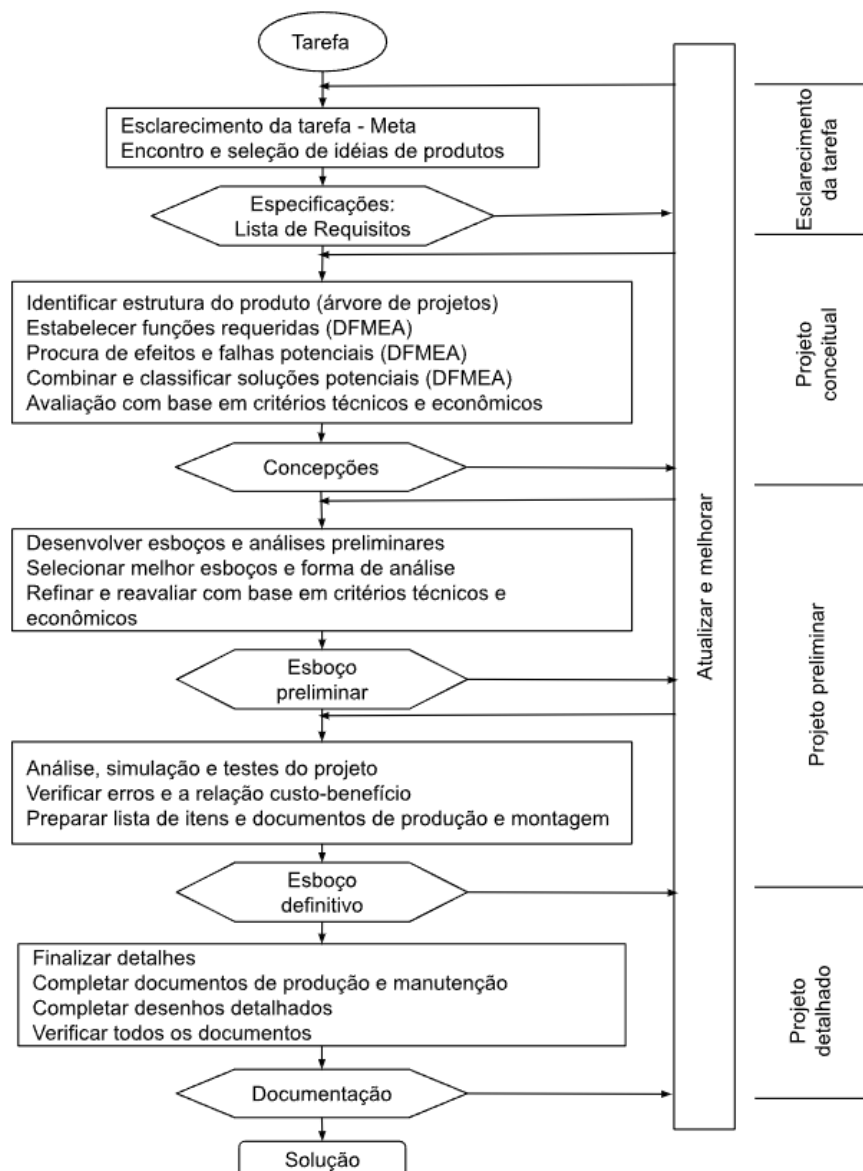 Tarefa
Esclarecimento da tarefa - Meta
Encontro e seleção de idéias de produtos
Especificações:
Lista de Requisitos
Esclarecimento
da tarefa
Identificar estrutura do produto (árvore de projetos)
Estabelecer funções requeridas (DFMEA)
Procura de efeitos e falhas potenciais (DFMEA)
Combinar e classificar soluções potenciais (DFMEA)
Avaliação com base em critérios técnicos e econômicos
Concepções
Projeto
conceitual
Desenvolver esboços e análises preliminares
Selecionar melhor esboços e forma de análise
Refinar e reavaliar com base em critérios técnicos e
econômicos
Esboço
preliminar
Atualizar e melhorar
Projeto preliminar
Análise, simulação e testes do projeto
Verificar erros e a relação custo-benefício
Preparar lista de itens e documentos de produção e montagem
Esboço
definitivo
Finalizar detalhes
Completar documentos de produção e manutenção
Completar desenhos detalhados
Verificar todos os documentos
Projeto
detalhado
Documentação
Solução